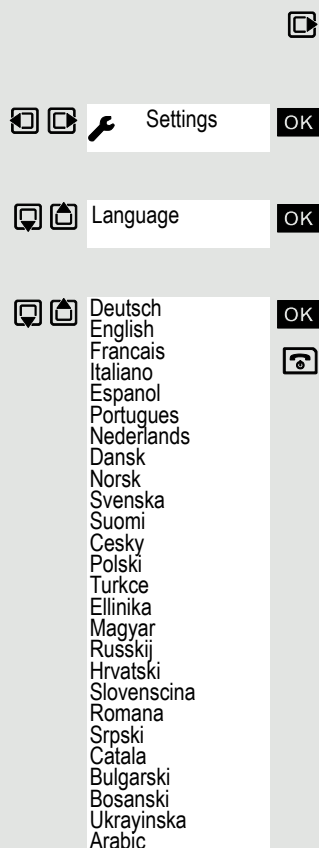 Settings OK
Language OK
Deutsch OK
English
Francais
Italiano
Espanol
Portugues
Nederlands
Dansk
Norsk
Svenska
Suomi
Cesky
Polski
Turkce
Ellinika
Magyar
Russkij
Hrvatski
Slovenscina
Romana
Srpski
Catala
Bulgarski
Bosanski
Ukrayinska
Arabic